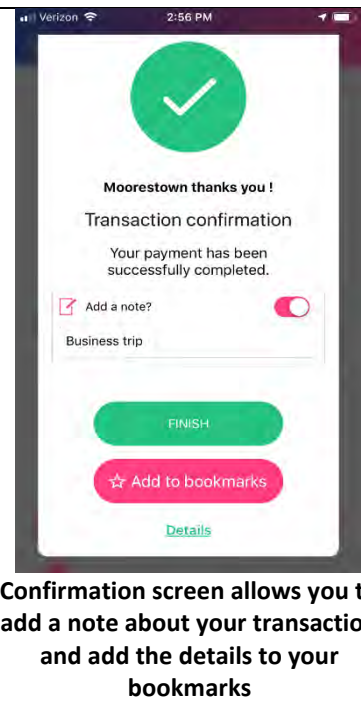 Verizon 2:56 PM
Moorestown thanks you !
Transaction confirmation
Your payment has been
successfully completed.
Add a note?
Business trip
FINISH
Add to bookmarks
Details
Confirmation screen allows you
add a note about your
and add the details to your
bookmarks